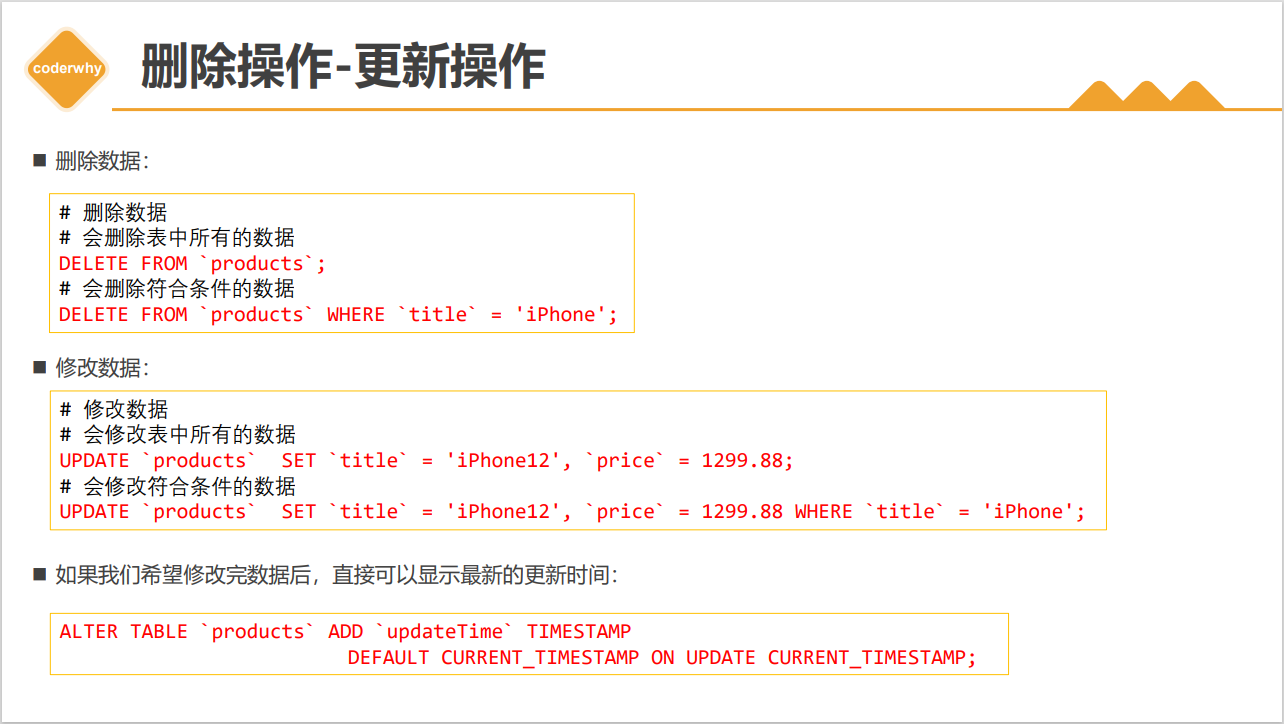 coderwhy
删除操作-更新操作
■ 删除数据：
# 删除数据
# 会删除表中所有的数据
DELETE FROM `products`;
# 会删除符合条件的数据
DELETE FROM `products` WHERE `title` = 'iPhone';
■ 修改数据：
# 修改数据
# 会修改表中所有的数据
UPDATE `products`  SET `title` = 'iPhone12', `price` = 1299.88;
# 会修改符合条件的数据
UPDATE `products`  SET `title` = 'iPhone12', `price` = 1299.88 WHERE `title` = 'iPhone';
■ 如果我们希望修改完数据后，直接可以显示最新的更新时间：
ALTER TABLE `products` ADD `updateTime` TIMESTAMP
DEFAULT CURRENT_TIMESTAMP ON UPDATE CURRENT_TIMESTAMP;